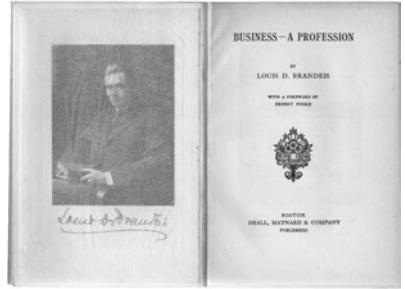 Louis D. Brandeis
BUSINESS—A PROFESSION
BY
LOUIS D. BRANDEIS
WITH A FOREWORD BY
ERNEST POOLE
BOSTON
SMALL, MAYNARD & COMPANY
PUBLISHERS